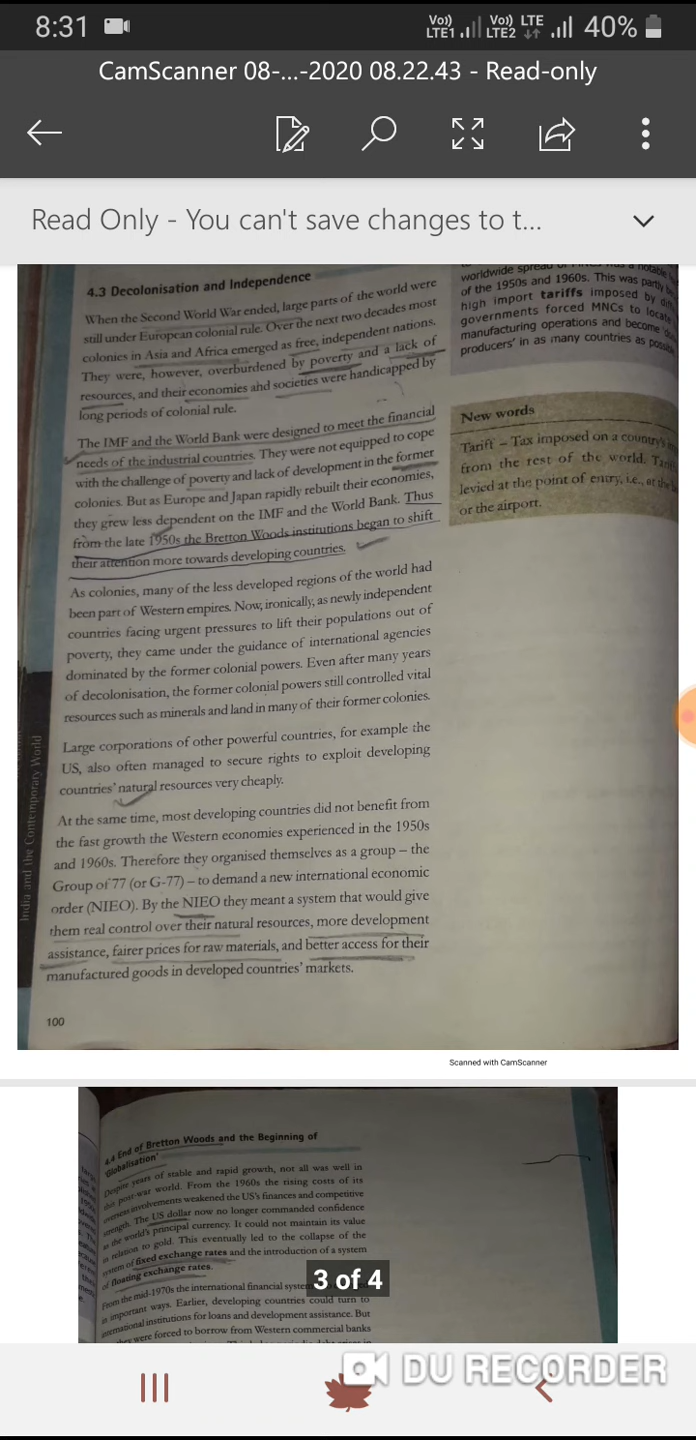 8:31
Vo)) LTE1 Vo)) LTE2 LTE 40%
CamScanner 08-...-2020 08.22.43 - Read-only
Read Only - You can't save changes to t...
4.3 Decolonisation and Independence
When the Second World War ended, large parts of the world were
still under European colonial rule. Over the next two decades most
colonies in Asia and Africa emerged as free, independent nations.
They were, however, overburdened by poverty and a lack of
resources, and their economies and societies were handicapped by
long periods of colonial rule.
The IMF and the World Bank were designed to meet the financial
needs of the industrial countries. They were not equipped to cope
with the challenge of poverty and lack of development in the former
colonies. But as Europe and Japan rapidly rebuilt their economies,
they grew less dependent on the IMF and the World Bank. Thus
from the late 1950s the Bretton Woods institutions began to shift
their attention more towards developing countries.
As colonies, many of the less developed regions of the world had
been part of Western empires. Now, ironically, as newly independent
countries facing urgent pressures to lift their populations out of
poverty, they came under the guidance of international agencies
dominated by the former colonial powers. Even after many years
of decolonisation, the former colonial powers still controlled vital
resources such as minerals and land in many of their former colonies.
Large corporations of other powerful countries, for example the
US, also often managed to secure rights to exploit developing
countries' natural resources very cheaply.
At the same time, most developing countries did not benefit from
the fast growth the Western economies experienced in the 1950s
and 1960s. Therefore they organised themselves as a group – the
Group of 77 (or G-77) – to demand a new international economic
order (NIEO). By the NIEO they meant a system that would give
them real control over their natural resources, more development
assistance, fairer prices for raw materials, and better access for their
manufactured goods in developed countries' markets.
100
India and the Contemporary World
worldwide spread of a notable
of the 1950s and 1960s. This was partly
high import tariffs imposed by
governments forced MNCs to locate
manufacturing operations and become
producers' in as many countries as
New words
Tariff – Tax imposed on a country's
from the rest of the world.
levied at the point of entry, i.e., at the
or the airport.
Scanned with CamScanner
4.4 End of Bretton Woods and the Beginning of
'Globalisation'
Despite years of stable and rapid growth, not all was well in
this post-war world. From the 1960s the rising costs of its
overseas involvements weakened the US's finances and competitive
strength. The US dollar now no longer commanded confidence
as the world's principal currency. It could not maintain its value
in relation to gold. This eventually led to the collapse of the
system of fixed exchange rates and the introduction of a system
of floating exchange rates.
From the mid-1970s the international financial
in important ways. Earlier, developing countries could turn to
international institutions for loans and development assistance. But
they were forced to borrow from Western commercial banks
3 of 4
DU RECORDER